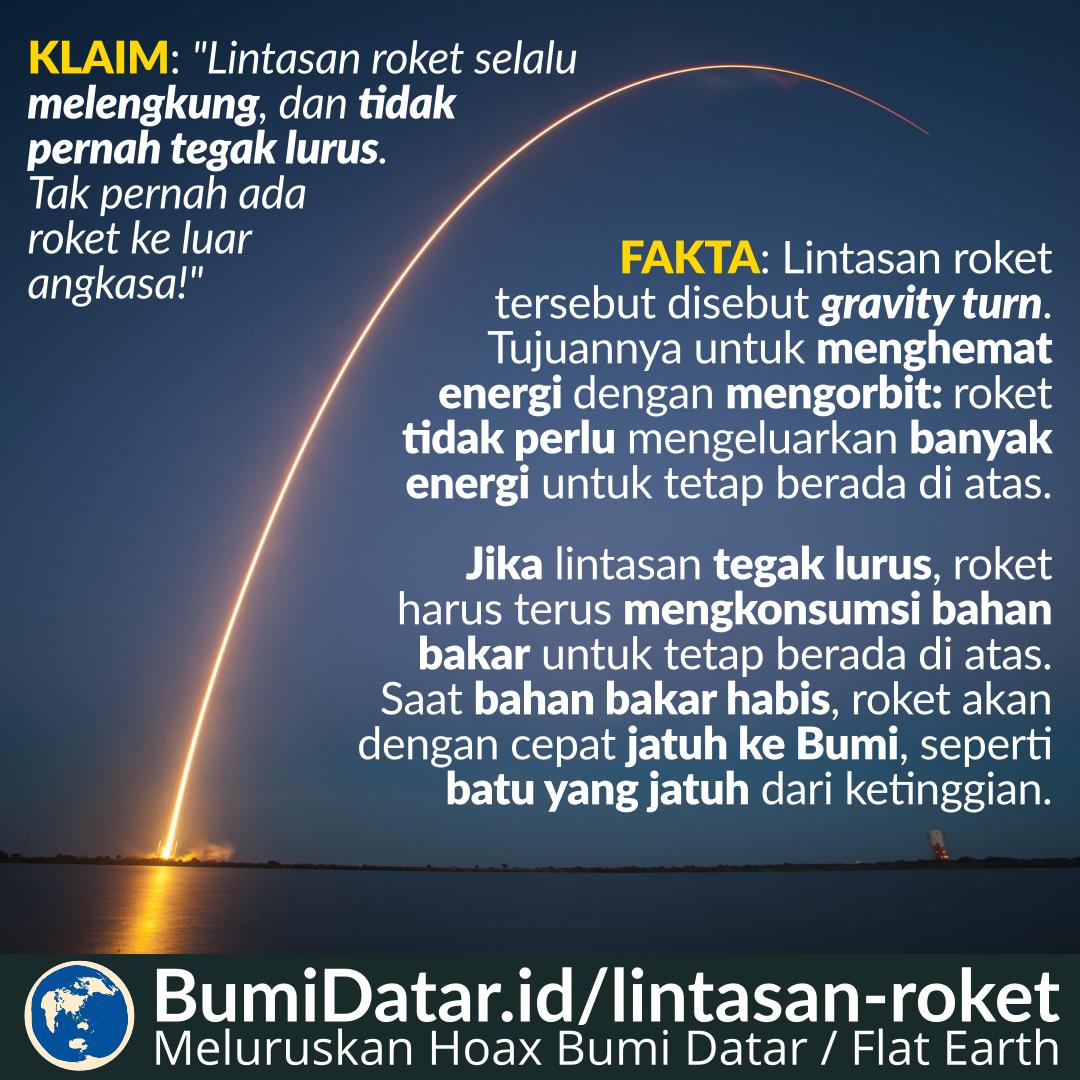 KLAIM: "Lintasan roket selalu
melengkung, dan tidak
pernah tegak lurus.
Tak pernah ada
roket ke luar
angkasa!"
FAKTA: Lintasan roket
tersebut disebut gravity turn.
Tujuannya untuk menghemat
energi dengan mengorbit: roket
tidak perlu mengeluarkan banyak
energi untuk tetap berada di atas.
Jika lintasan tegak lurus, roket
harus terus mengkonsumsi bahan
bakar untuk tetap berada di atas.
Saat bahan bakar habis, roket akan
dengan cepat jatuh ke Bumi, seperti
batu yang jatuh dari ketinggian.
BumiDatar.id/lintasan-roket
Meluruskan Hoax Bumi Datar / Flat Earth